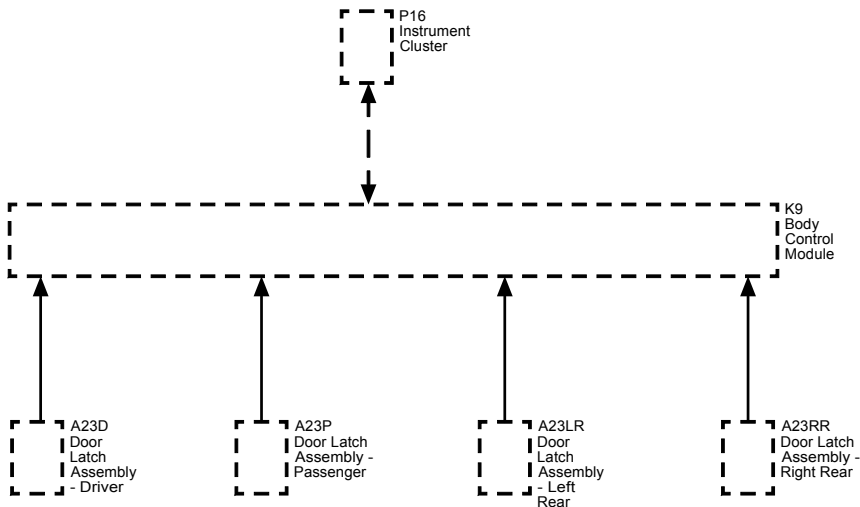 P16
Instrument
Cluster
K9
Body
Control
Module
A23D
Door
Latch
Assembly
- Driver
A23P
Door Latch
Assembly -
Passenger
A23LR
Door
Latch
Assembly
- Left
Rear
A23RR
Door Latch
Assembly -
Right Rear